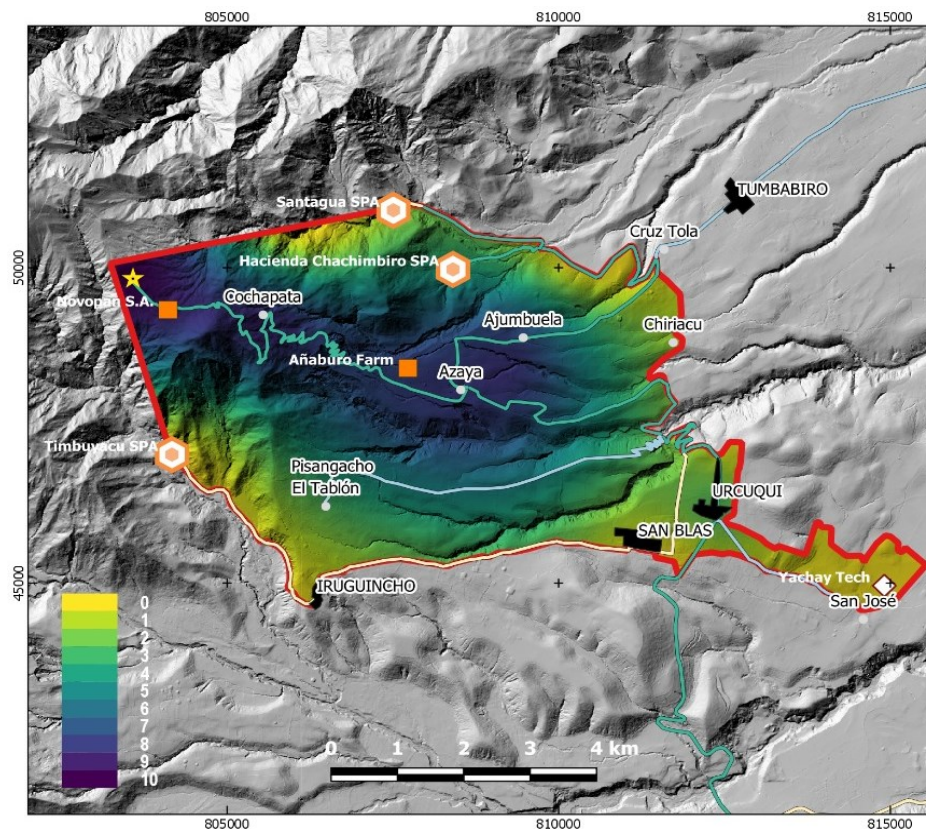 805000
810000
815000
TUMBABIRO
Santagua SPA
Cruz Tola
Hacienda Chachimbiro SPA
50000
Novopan S.A.
Cochapata
Ajumbuela
Chiriacu
Añaburo Farm
Azaya
Timbuyacu SPA
Pisangacho
El Tablón
URCUQUI
SAN BLAS
Yachay Tech
45000
IRUGUINCHO
San José
0
1
2
3
4
5
6
7
8
9
10
0 1 2 3 4 km
805000
810000
815000